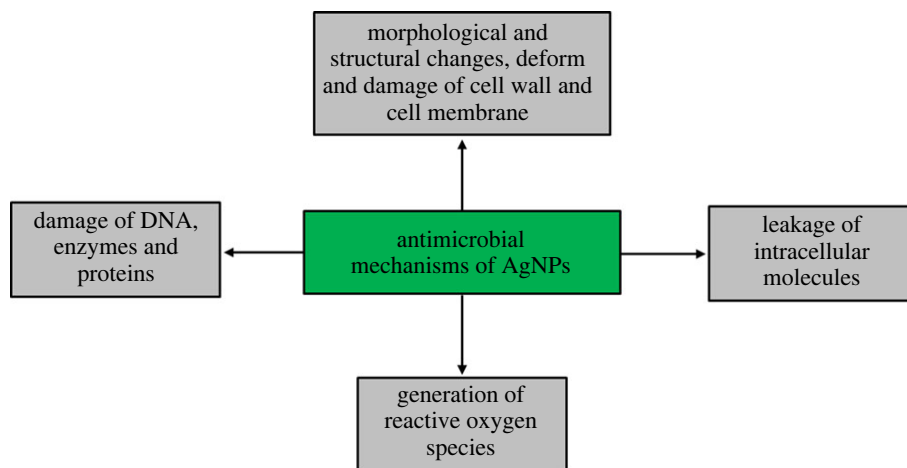 morphological and
structural changes, deform
and damage of cell wall and
cell membrane
damage of DNA,
enzymes and
proteins
antimicrobial
mechanisms of AgNPs
leakage of
intracellular
molecules
generation of
reactive oxygen
species